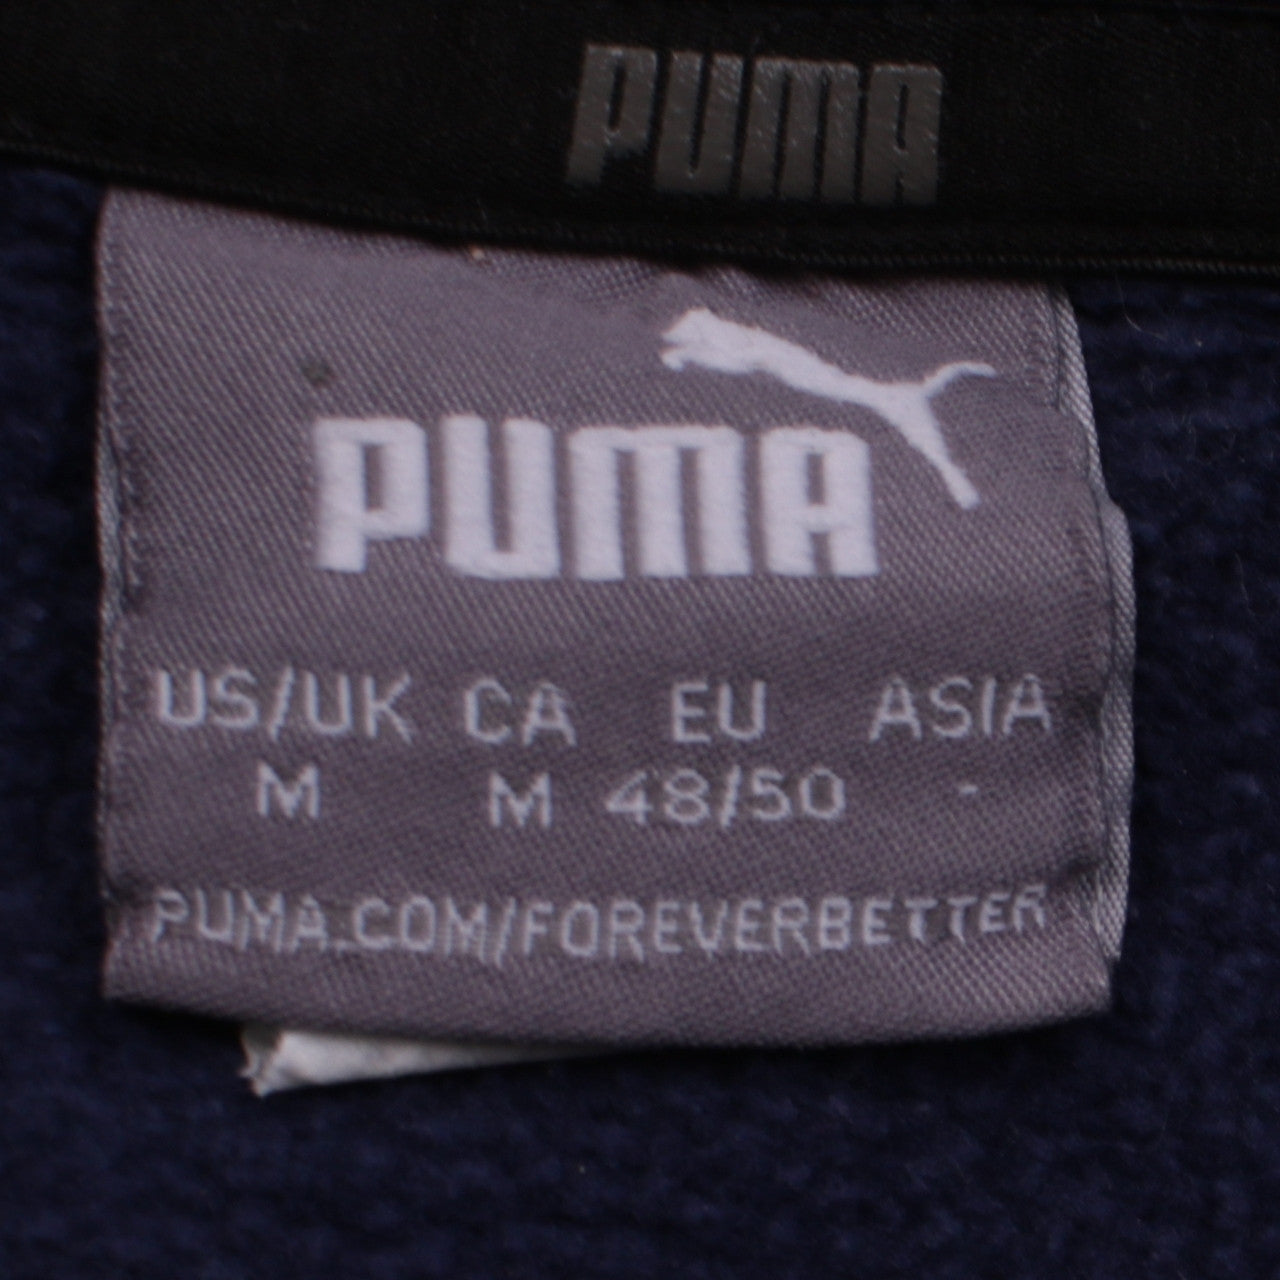 PUMA
PUMA
US/UK CA EU ASIA
M M 48/50 -
PUMA.COM/FOREVERBETTER